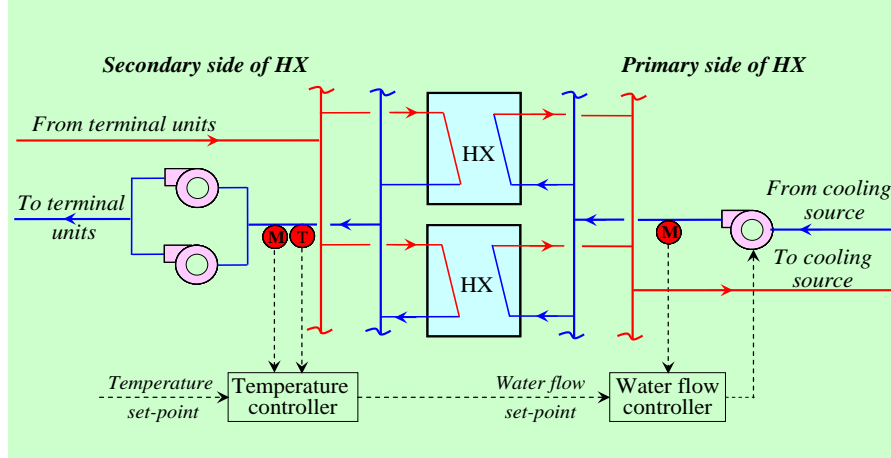 Secondary side of HX
Primary side of HX
From terminal units
HX
To terminal
units
From cooling
source
M
T
M
To cooling
source
HX
Temperature
set-point
Temperature
controller
Water flow
set-point
Water flow
controller